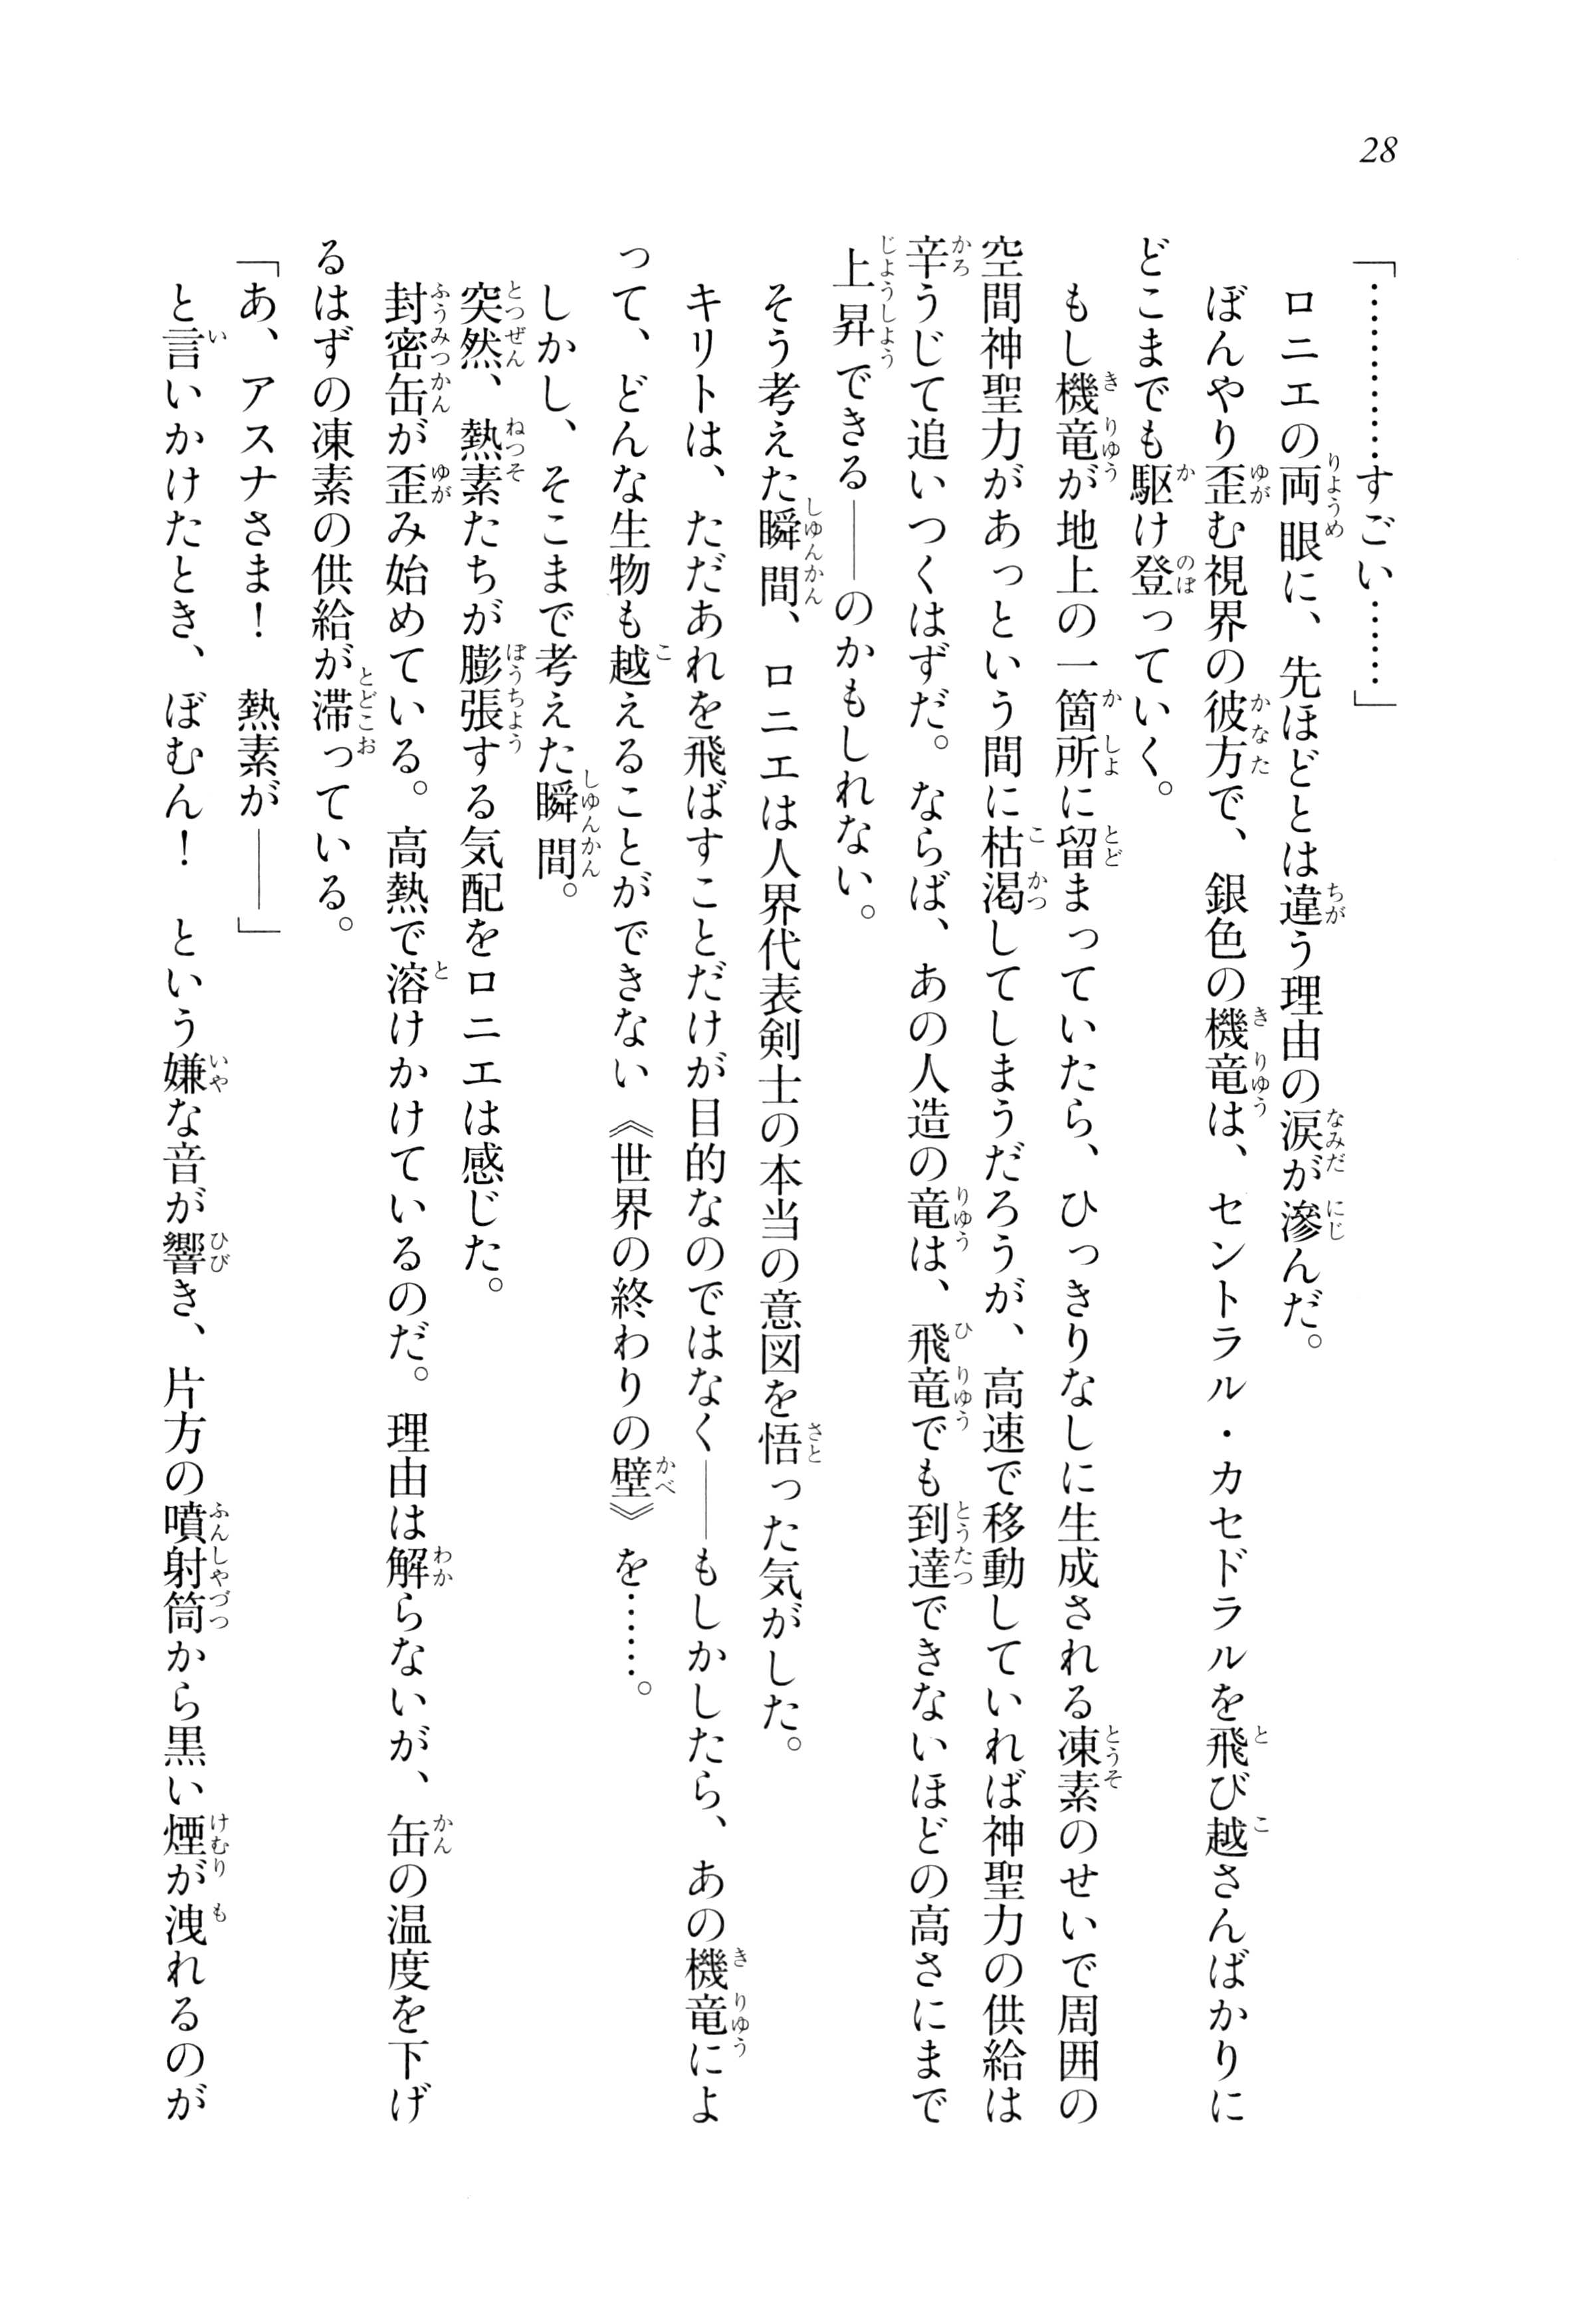 28
「…………すごい……」
ロニエの両眼に、先ほどとは違う理由の涙が滲んだ。
ぼんやり歪む視界の彼方で、銀色の機竜は、セントラル・カセドラルを飛び越さんばかりに
どこまでも駆け登っていく。
もし機竜が地上の一箇所に留まっていたら、ひっきりなしに生成される凍素のせいで周囲の
空間神聖力があっという間に枯渇してしまうだろうが、高速で移動していれば神聖力の供給は
辛うじて追いつくはずだ。ならば、あの人造の竜は、飛竜でも到達できないほどの高さにまで
上昇できる――のかもしれない。
そう考えた瞬間、ロニエは人界代表剣士の本当の意図を悟った気がした。
キリトは、ただあれを飛ばすことだけが目的なのではなく――もしかしたら、あの機竜によ
って、どんな生物も越えることができない《世界の終わりの壁》を……。
しかし、そこまで考えた瞬間。
突然、熱素たちが膨張する気配をロニエは感じた。
封密缶が歪み始めている。高熱で溶けかけているのだ。理由は解らないが、缶の温度を下げ
るはずの凍素の供給が滞っている。
「あ、アスナさま！　熱素が――」
と言いかけたとき、ぼむん！　という嫌な音が響き、片方の噴射筒から黒い煙が洩れるのが